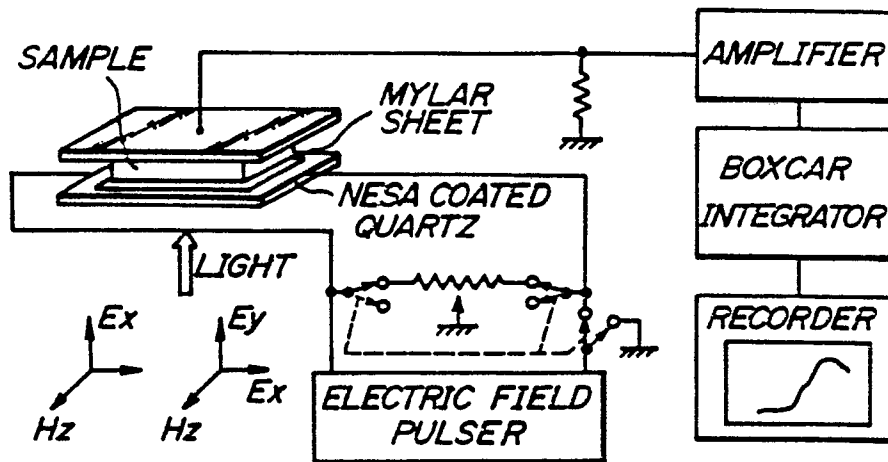 SAMPLE
MYLAR
SHEET
NESA COATED
QUARTZ
LIGHT
AMPLIFIER
BOXCAR
INTEGRATOR
RECORDER
Ex
Hz
Ey
Ex
Hz
ELECTRIC FIELD
PULSER